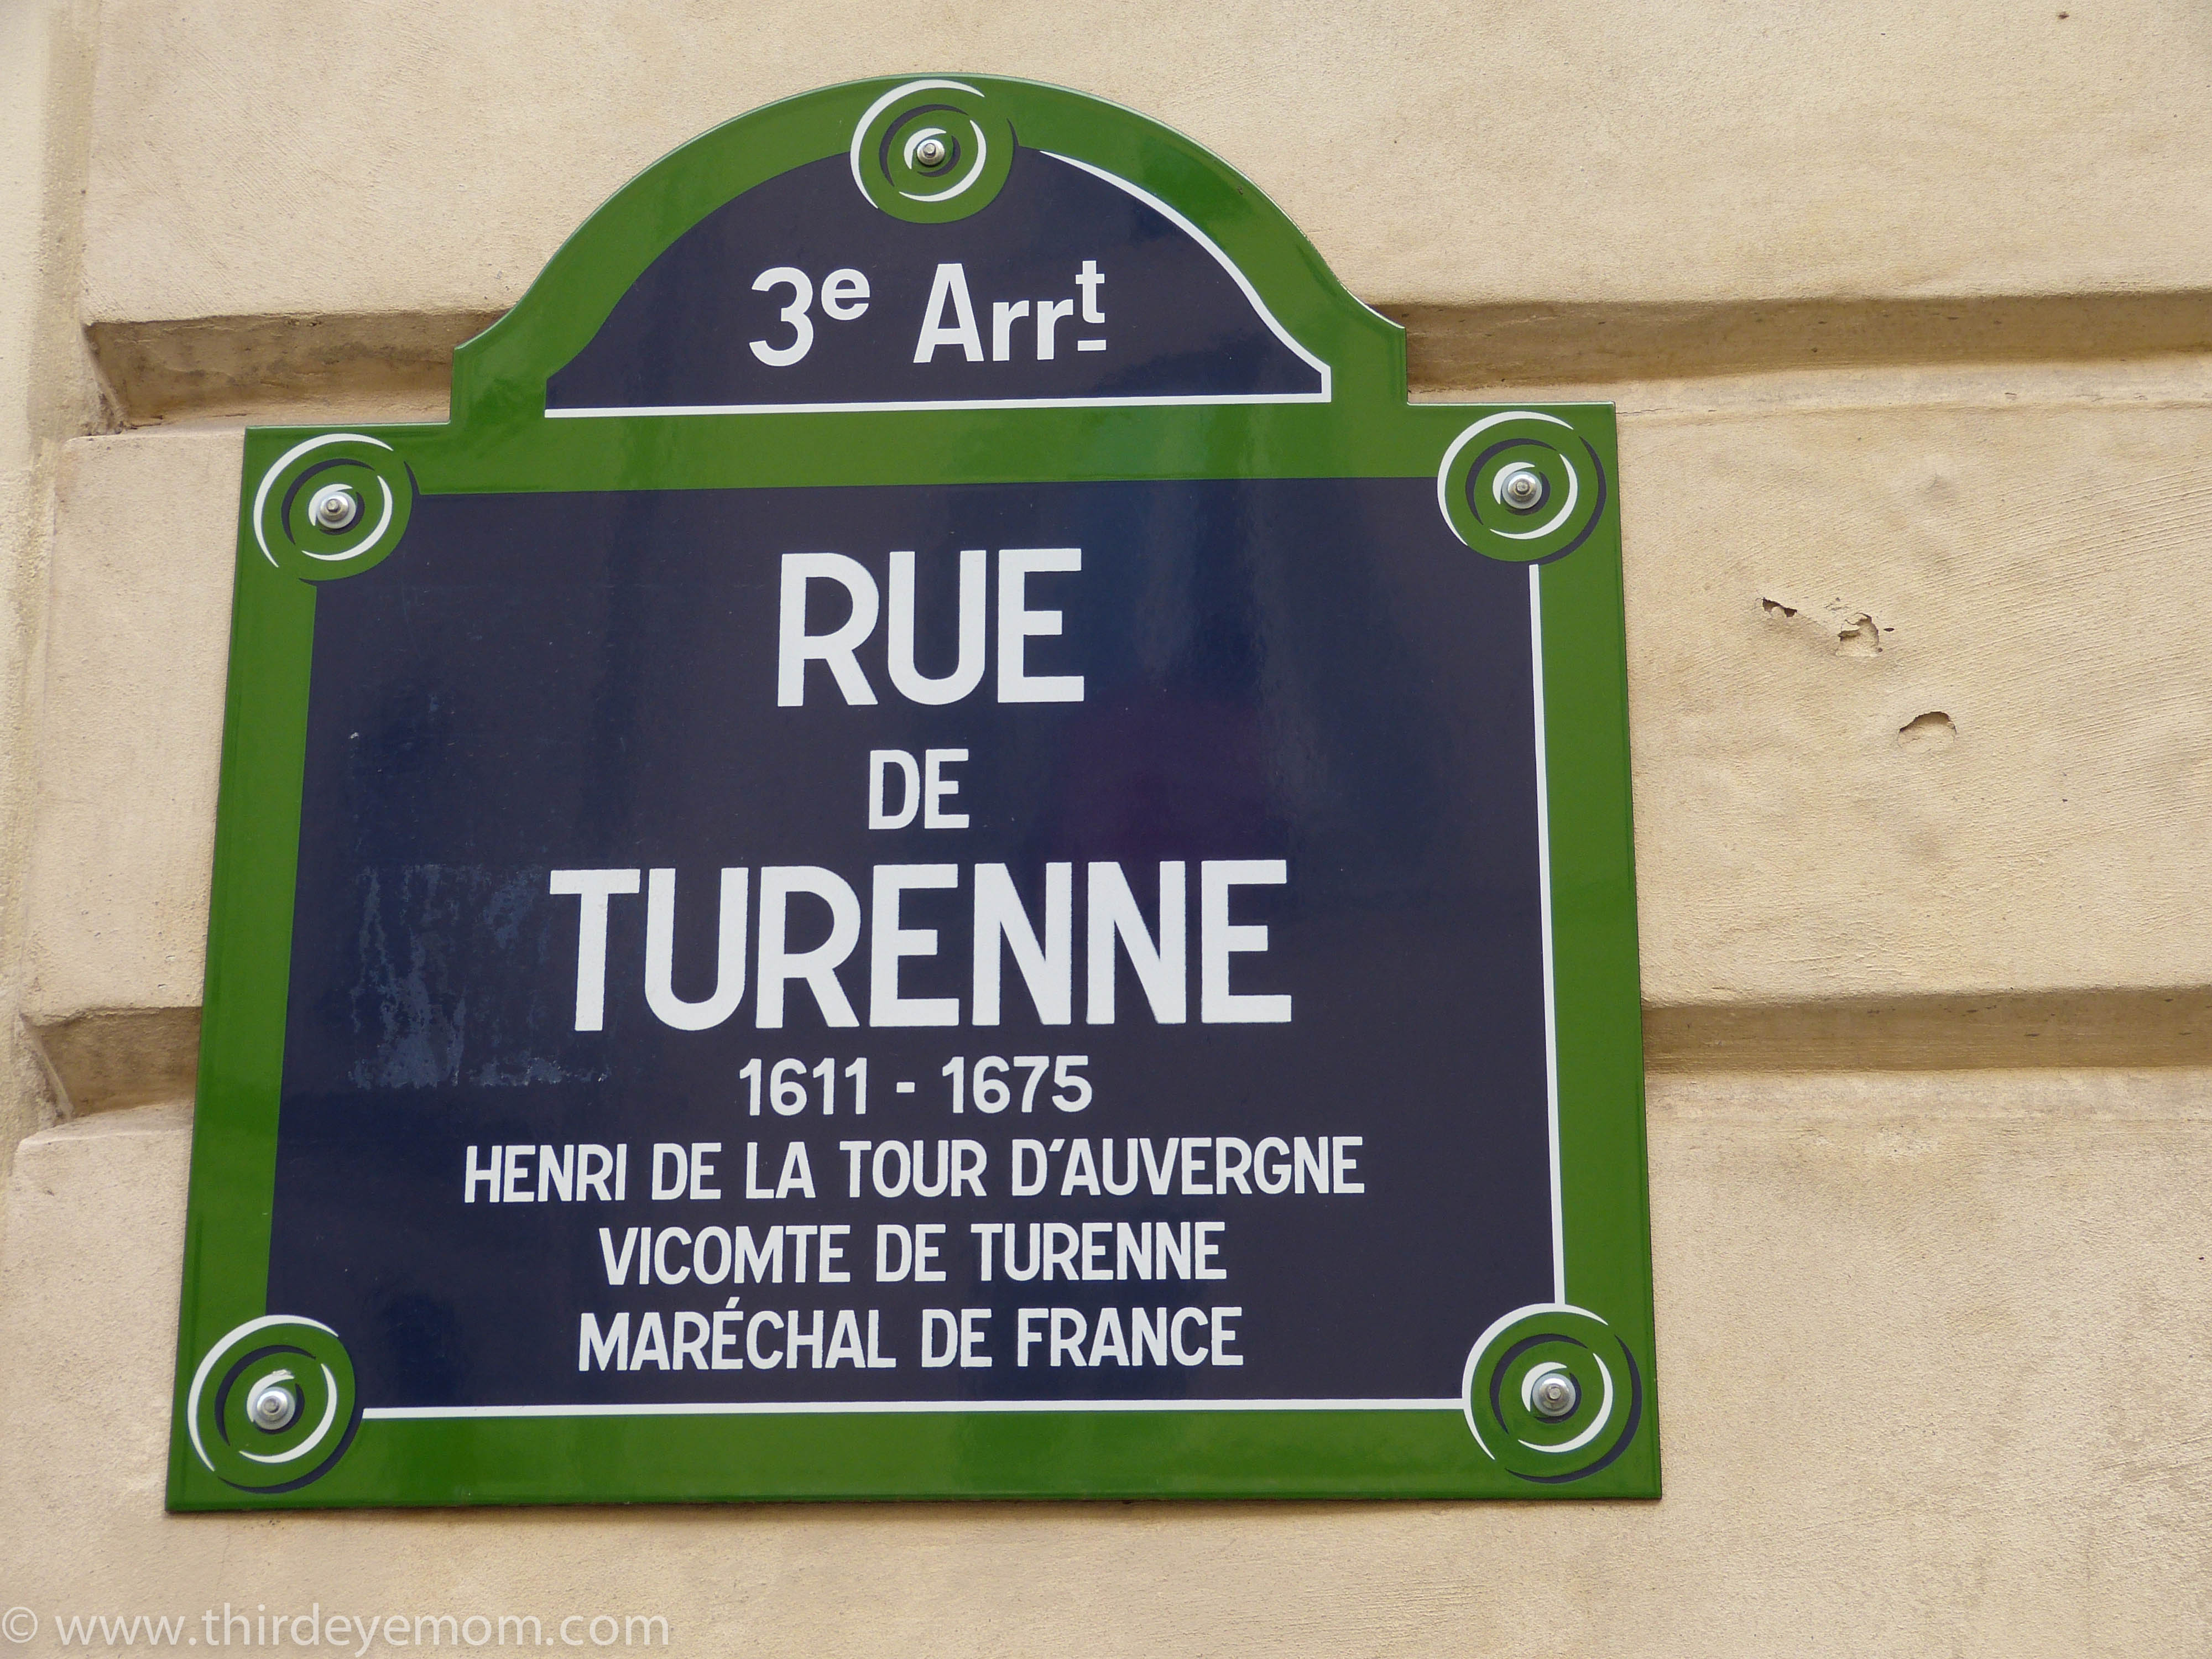 3e Arrt
RUE
DE
TURENNE
1611 - 1675
HENRI DE LA TOUR D'AUVERGNE
VICOMTE DE TURENNE
MARÉCHAL DE FRANCE
© www.thirdeyemom.com